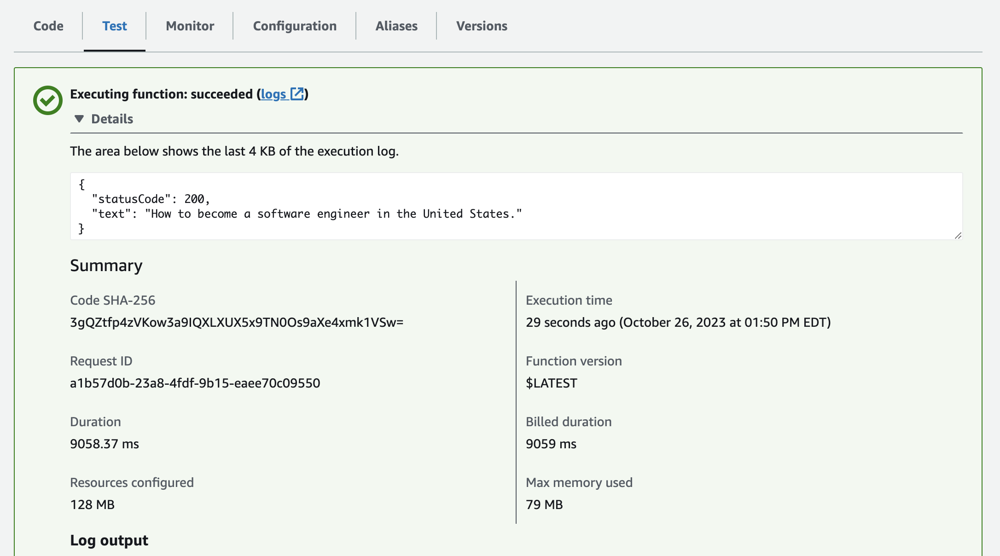 Code Test Monitor Configuration Aliases Versions
Executing function: succeeded (logs)
Details
The area below shows the last 4 KB of the execution log.
{
  "statusCode": 200,
  "text": "How to become a software engineer in the United States."
}
Summary
Code SHA-256
3gQZtfp4zVKow3a9IQXLXUX5x9TN0Os9aXe4xmk1VSw=
Request ID
a1b57d0b-23a8-4fdf-9b15-eaee70c09550
Duration
9058.37 ms
Resources configured
128 MB
Execution time
29 seconds ago (October 26, 2023 at 01:50 PM EDT)
Function version
$LATEST
Billed duration
9059 ms
Max memory used
79 MB
Log output